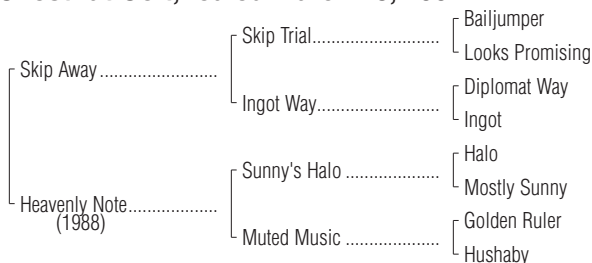 Bailjumper
Skip Trial
Looks Promising
Skip Away
Diplomat Way
Ingot Way
Ingot
Halo
Sunny's Halo
Mostly Sunny
Heavenly Note
(1988)
Golden Ruler
Muted Music
Hushaby